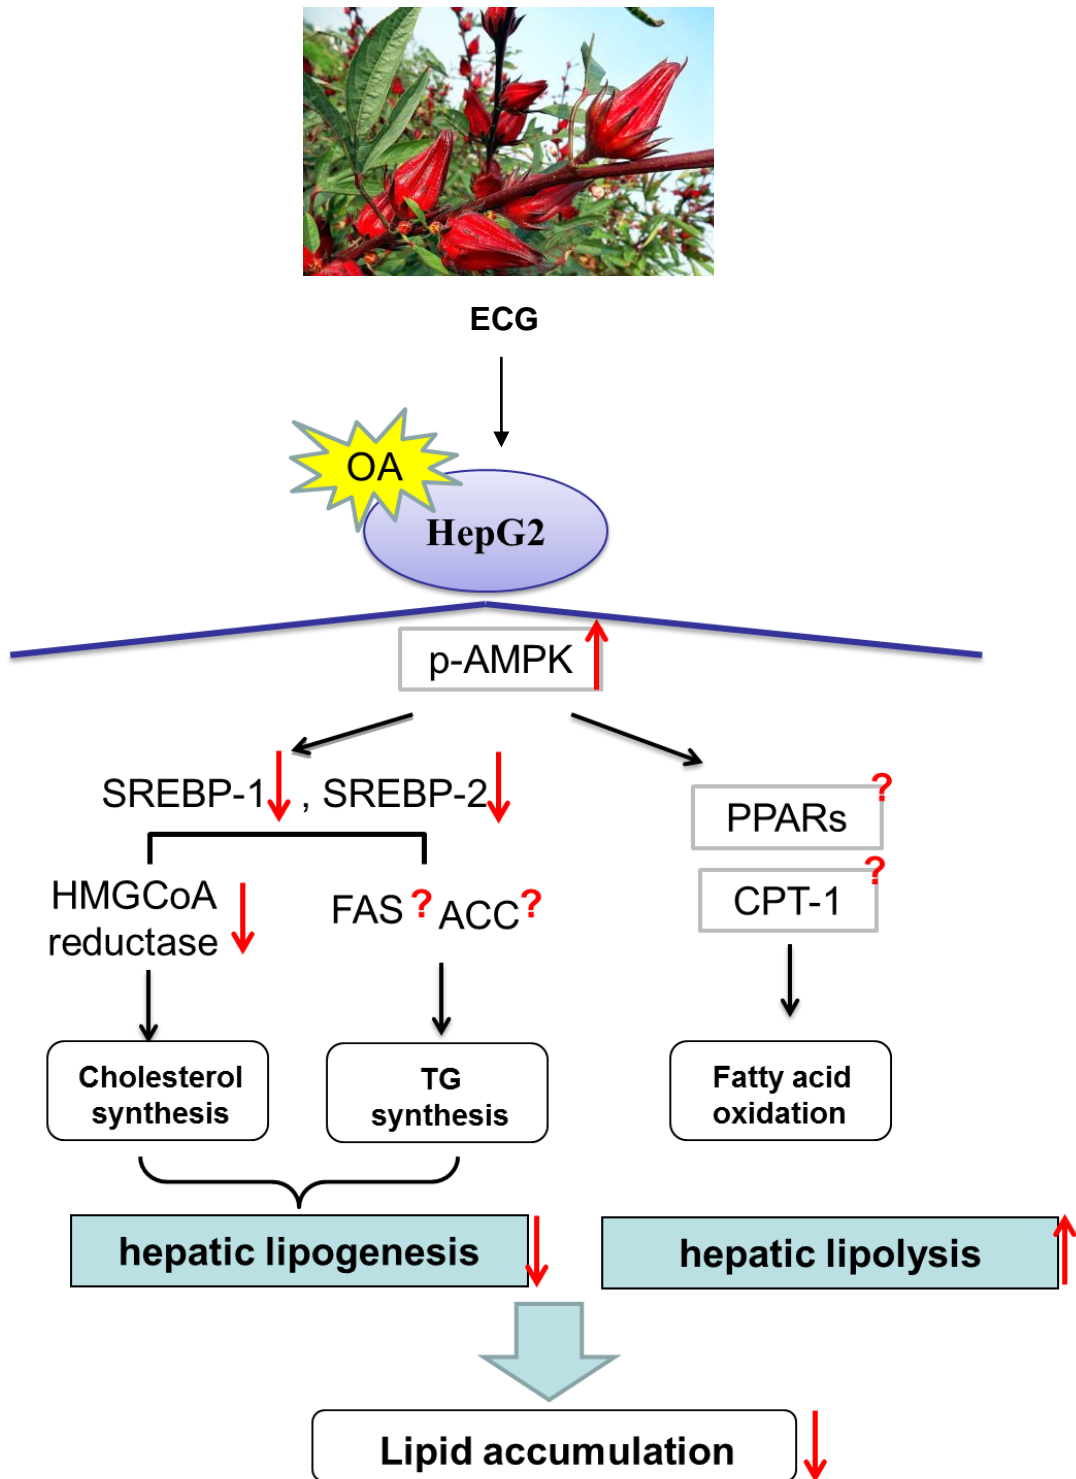 ECG
OA
HepG2
p-AMPK
SREBP-1 , SREBP-2
PPARs ?
HMGCoA
reductase
FAS ? ACC ?
CPT-1 ?
Cholesterol
synthesis
TG
synthesis
Fatty acid
oxidation
hepatic lipogenesis
hepatic lipolysis
Lipid accumulation